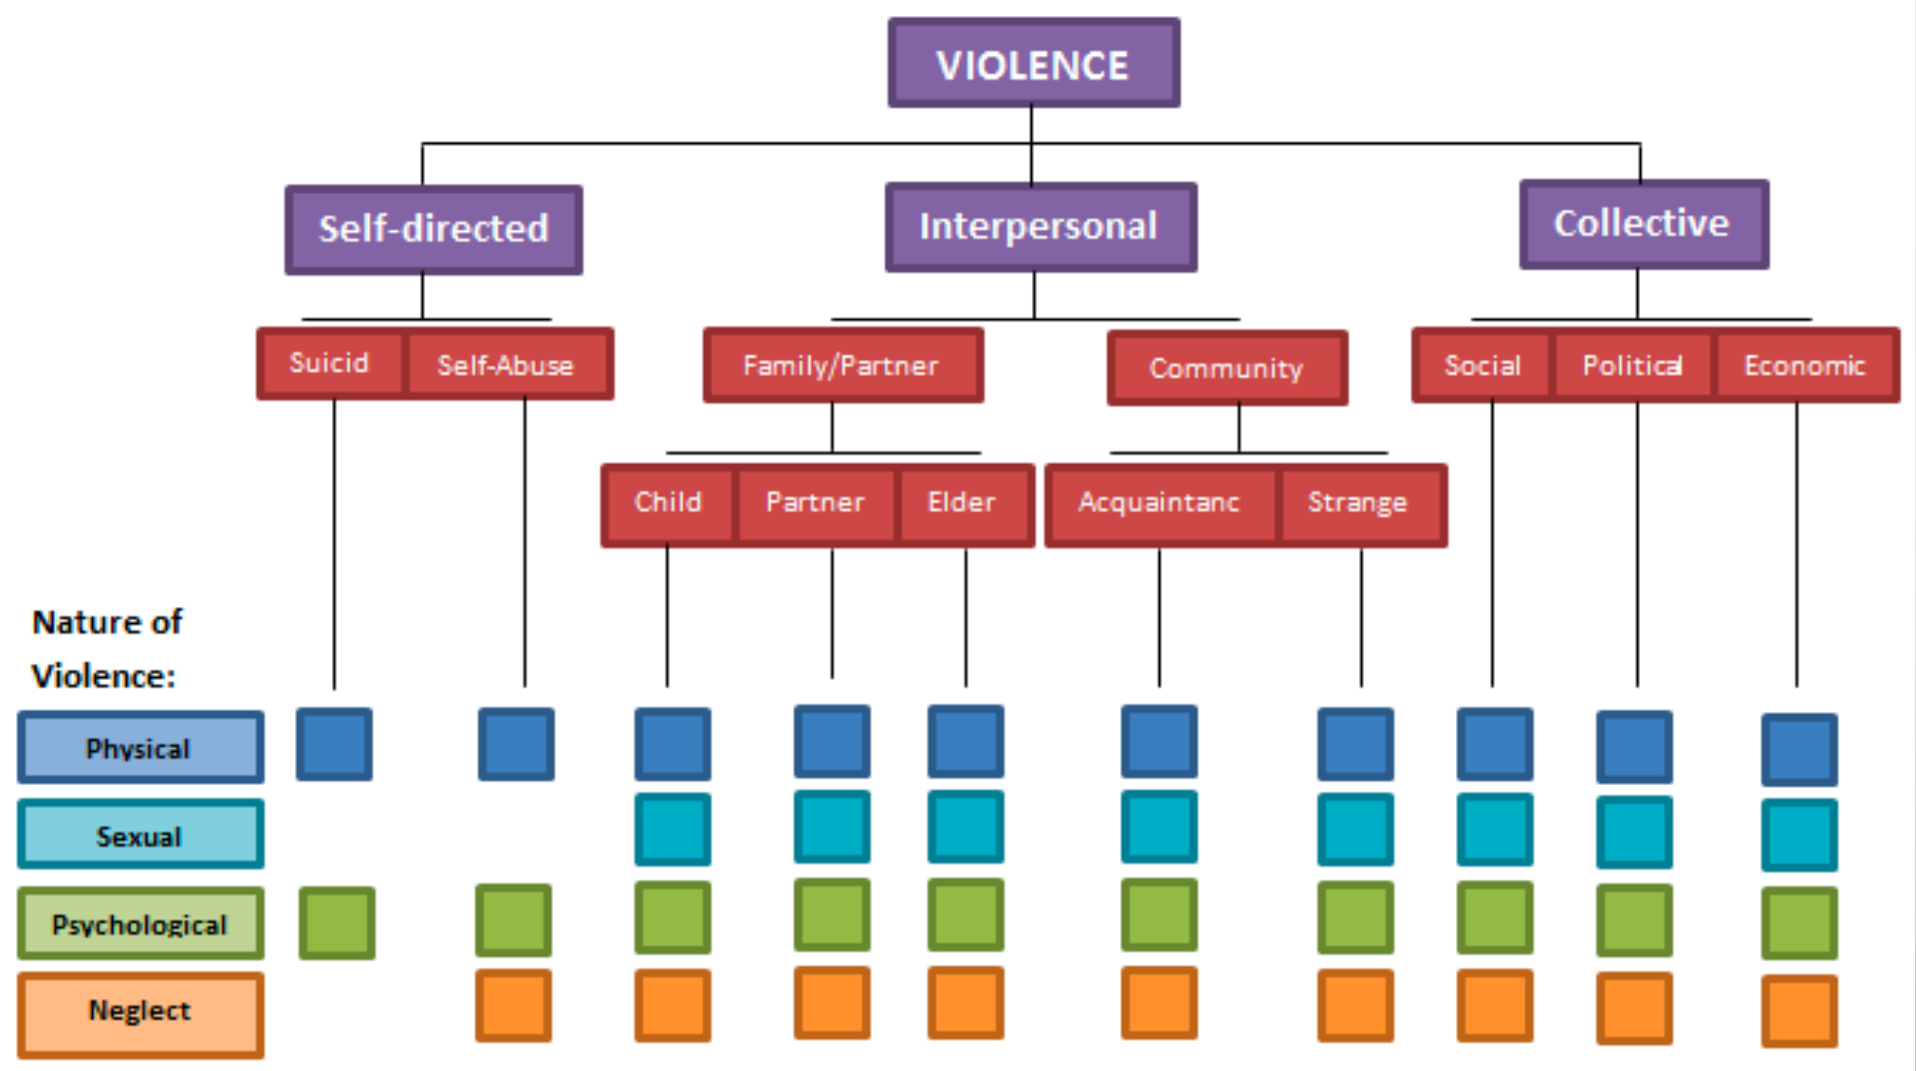 VIOLENCE
Self-directed
Interpersonal
Collective
Suicid
Self-Abuse
Family/Partner
Community
Social
Political
Economic
Child
Partner
Elder
Acquaintanc
Strange
Nature of
Violence:
Physical
Sexual
Psychological
Neglect